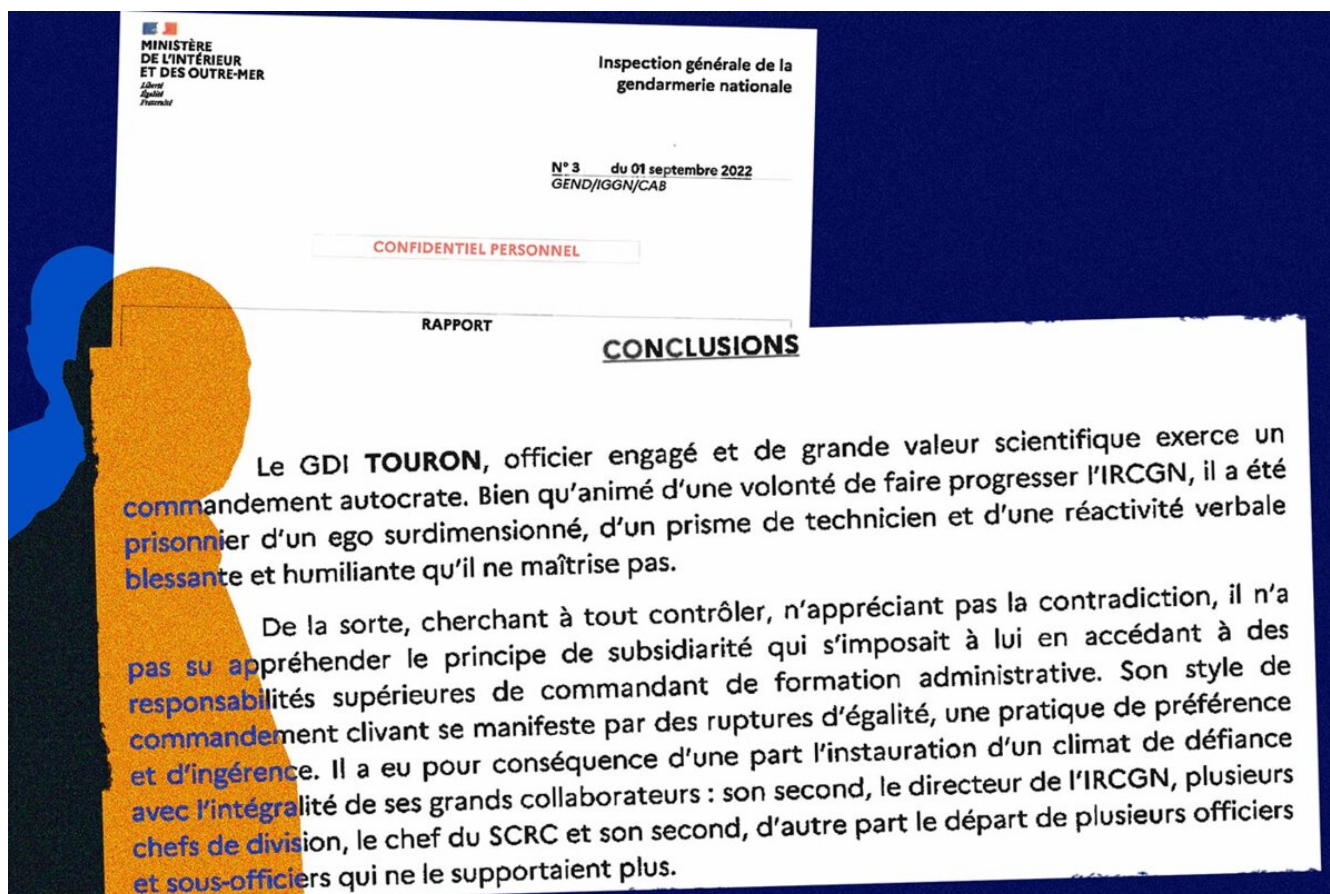 MINISTÈRE
DE L'INTÉRIEUR
ET DES OUTRE-MER
Liberté
Égalité
Fraternité
Inspection générale de la
gendarmerie nationale
N° 3 du 01 septembre 2022
GEND/IGGN/CAB
CONFIDENTIEL PERSONNEL
RAPPORT
CONCLUSIONS
Le GDI TOURON, officier engagé et de grande valeur scientifique exerce un
commandement autocrate. Bien qu'animé d'une volonté de faire progresser l'IRCGN, il a été
prisonnier d'un ego surdimensionné, d'un prisme de technicien et d'une réactivité verbale
blessante et humiliante qu'il ne maîtrise pas.
De la sorte, cherchant à tout contrôler, n'appréciant pas la contradiction, il n'a
pas su appréhender le principe de subsidiarité qui s'imposait à lui en accédant à des
responsabilités supérieures de commandant de formation administrative. Son style de
commandement clivant se manifeste par des ruptures d'égalité, une pratique de préférence
et d'ingérence. Il a eu pour conséquence d'une part l'instauration d'un climat de défiance
avec l'intégralité de ses grands collaborateurs : son second, le directeur de l'IRCGN, plusieurs
chefs de division, le chef du SCRC et son second, d'autre part le départ de plusieurs officiers
et sous-officiers qui ne le supportaient plus.